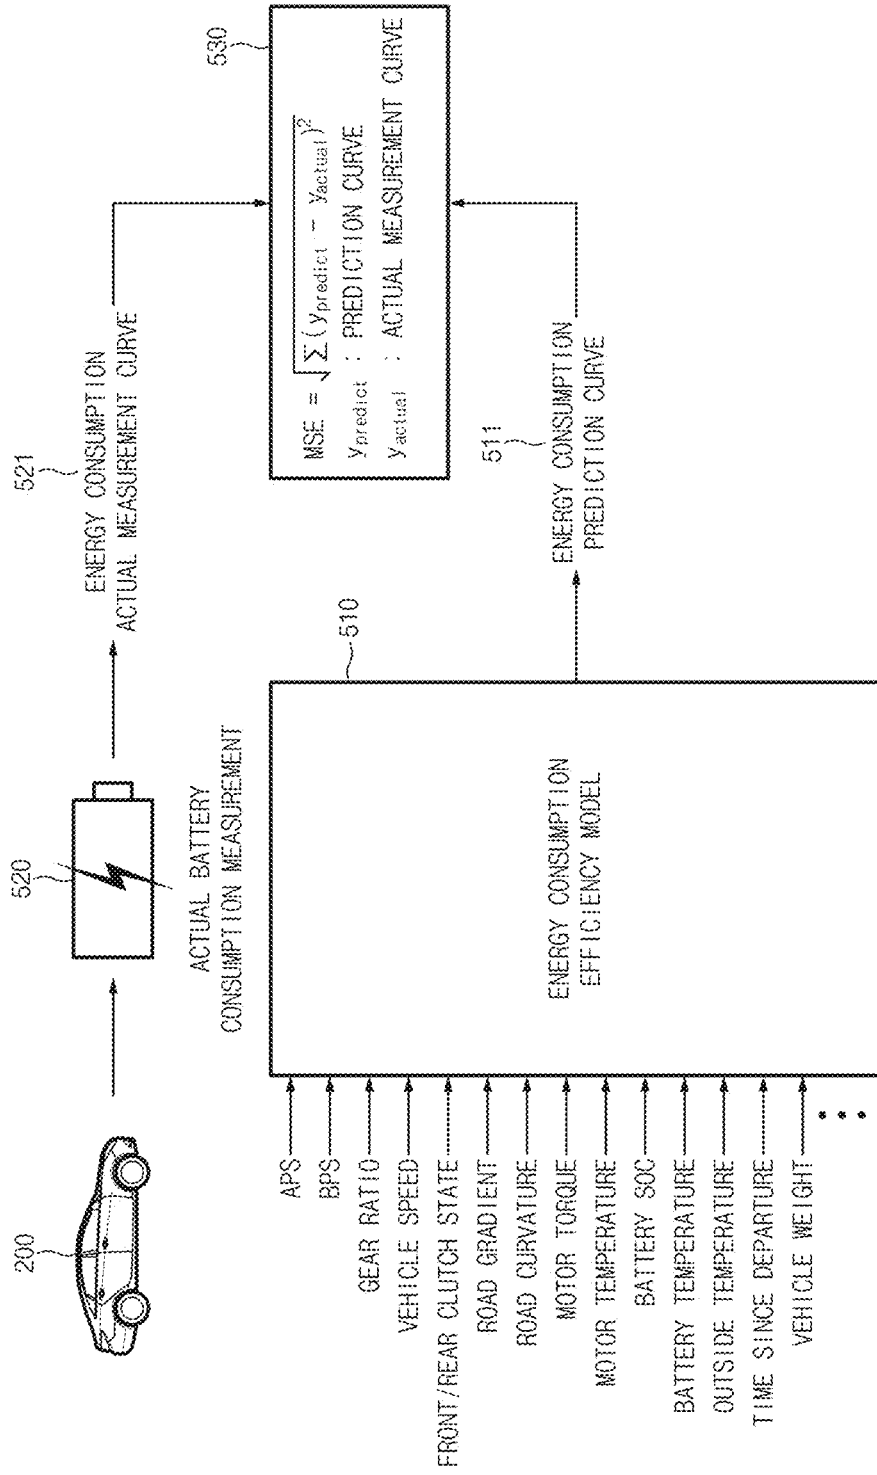 200
520
ACTUAL BATTERY
CONSUMPTION MEASUREMENT
521
ENERGY CONSUMPTION
ACTUAL MEASUREMENT CURVE
530
MSE = √Σ(ypredict - yactual)²
ypredict : PREDICTION CURVE
yactual : ACTUAL MEASUREMENT CURVE
APS
BPS
GEAR RATIO
VEHICLE SPEED
FRONT/REAR CLUTCH STATE
ROAD GRADIENT
ROAD CURVATURE
MOTOR TORQUE
MOTOR TEMPERATURE
BATTERY SOC
BATTERY TEMPERATURE
OUTSIDE TEMPERATURE
TIME SINCE DEPARTURE
VEHICLE WEIGHT
510
ENERGY CONSUMPTION
EFFICIENCY MODEL
511
ENERGY CONSUMPTION
PREDICTION CURVE